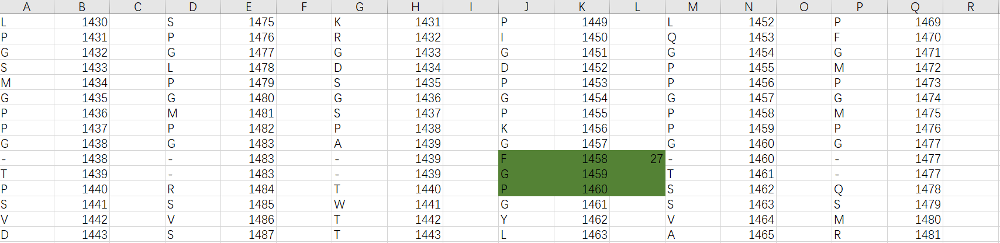 A B C D E F G H I J K L M N O P Q R
L 1430 S 1475 K 1431 P 1449 L 1452 P 1469
P 1431 P 1476 R 1432 I 1450 Q 1453 F 1470
G 1432 G 1477 G 1433 G 1451 G 1454 G 1471
S 1433 L 1478 D 1434 D 1452 P 1455 M 1472
M 1434 P 1479 S 1435 P 1453 P 1456 P 1473
G 1435 G 1480 G 1436 G 1454 G 1457 G 1474
P 1436 M 1481 S 1437 P 1455 P 1458 M 1475
P 1437 P 1482 P 1438 K 1456 P 1459 P 1476
G 1438 G 1483 A 1439 G 1457 G 1460 G 1477
- 1438 - 1483 - 1439 F 1458 27 - 1460 - 1477
T 1439 - 1483 - 1439 G 1459 T 1461 - 1477
P 1440 R 1484 T 1440 P 1460 S 1462 Q 1478
S 1441 S 1485 W 1441 G 1461 S 1463 S 1479
V 1442 V 1486 T 1442 Y 1462 V 1464 M 1480
D 1443 S 1487 T 1443 L 1463 A 1465 R 1481